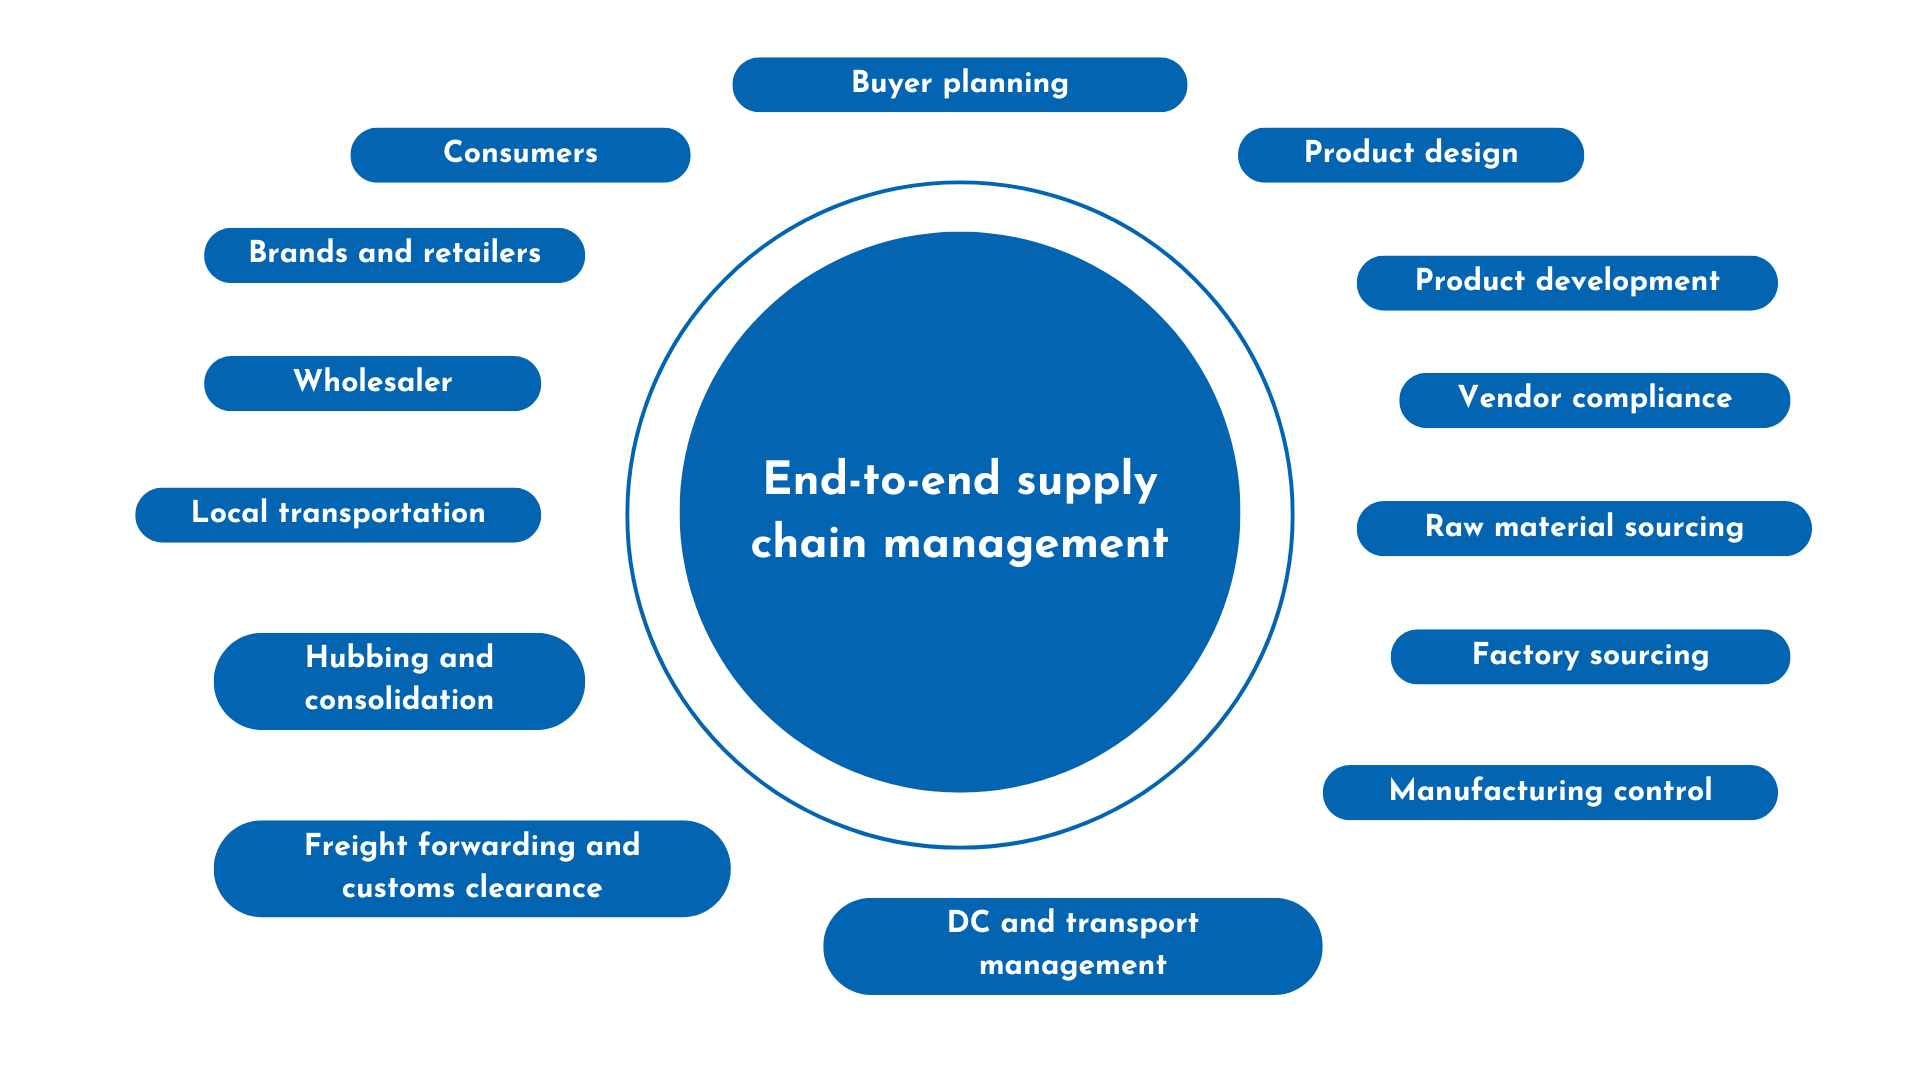 Buyer planning
Consumers
Product design
Brands and retailers
Product development
Wholesaler
Vendor compliance
End-to-end supply
chain management
Local transportation
Raw material sourcing
Hubbing and
consolidation
Factory sourcing
Manufacturing control
Freight forwarding and
customs clearance
DC and transport
management